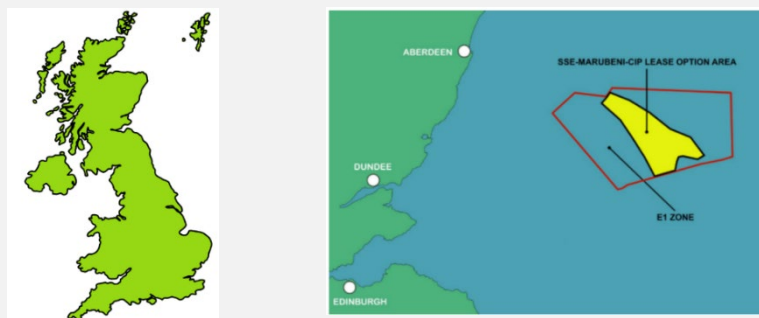 ABERDEEN
SSE-MARUBENI-CIP LEASE OPTION AREA
DUNDEE
E1 ZONE
EDINBURGH